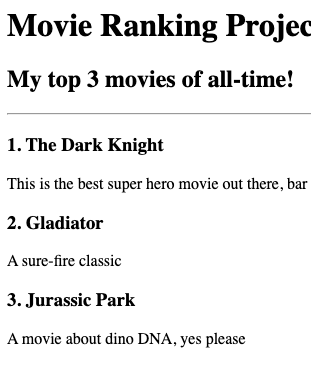 Movie Ranking Projec
My top 3 movies of all-time!
1. The Dark Knight
This is the best super hero movie out there, bar
2. Gladiator
A sure-fire classic
3. Jurassic Park
A movie about dino DNA, yes please